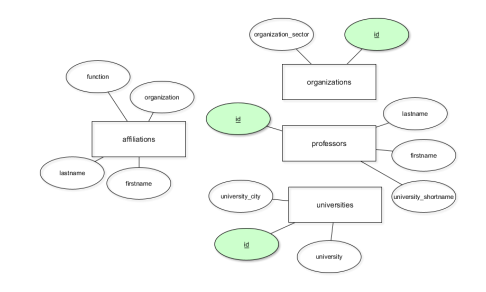 organization_sector
id
function
organizations
organization
lastname
id
affiliations
professors
firstname
lastname
firstname
university_city
university_shortname
universities
id
university